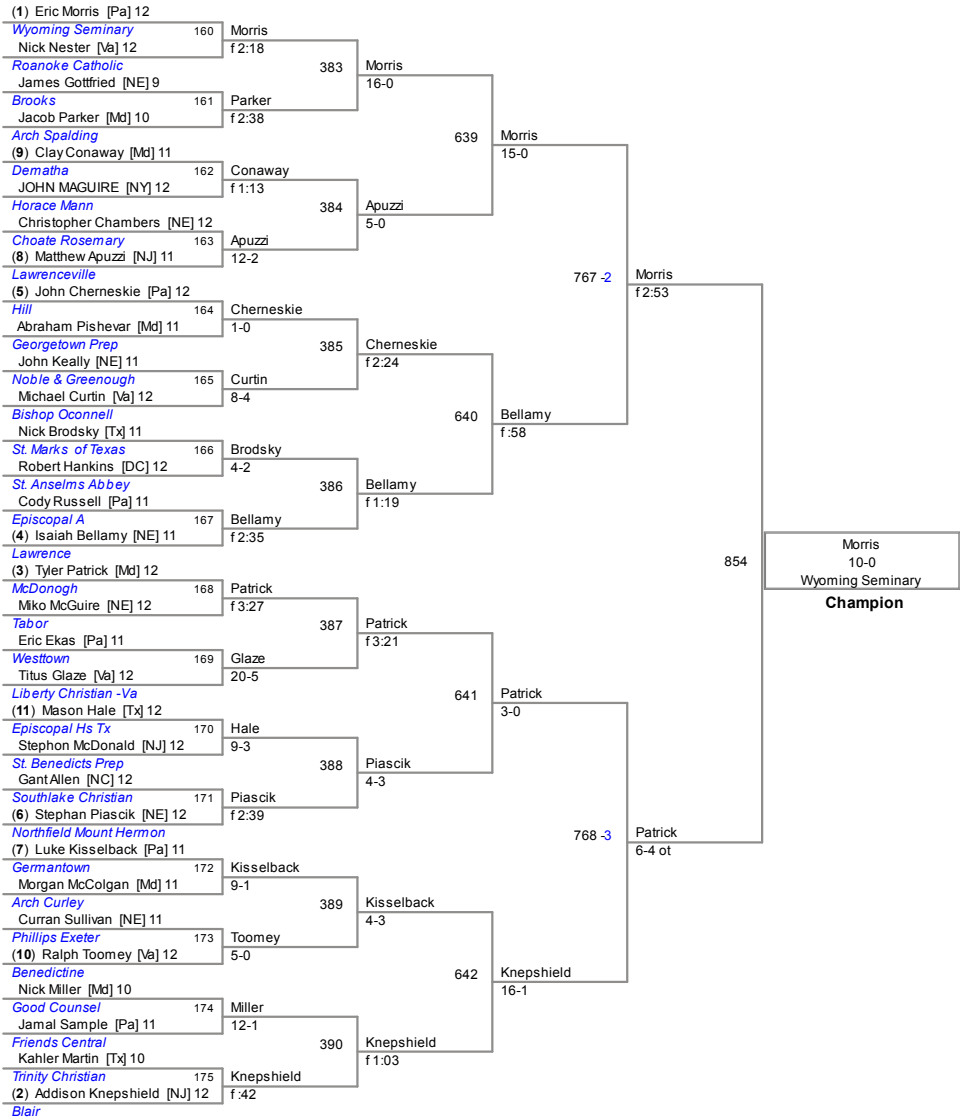 (1) Eric Morris [Pa] 12
Wyoming Seminary
160
Nick Nester [Va] 12
Roanoke Catholic
James Gottfried [NE] 9
Brooks
161
Jacob Parker [Md] 10
Arch Spalding
(9) Clay Conaway [Md] 11
Dematha
162
JOHN MAGUIRE [NY] 12
Horace Mann
Christopher Chambers [NE] 12
Choate Rosemary
163
(8) Matthew Apuzzi [NJ] 11
Lawrenceville
(5) John Cherneskie [Pa] 12
Hill
164
Abraham Pishevar [Md] 11
Georgetown Prep
John Keally [NE] 11
Noble & Greenough
165
Michael Curtin [Va] 12
Bishop Oconnell
Nick Brodsky [Tx] 11
St. Marks of Texas
166
Robert Hankins [DC] 12
St. Anselms Abbey
Cody Russell [Pa] 11
Episcopal A
167
(4) Isaiah Bellamy [NE] 11
Lawrence
(3) Tyler Patrick [Md] 12
McDonogh
168
Miko McGuire [NE] 12
Tabor
Eric Ekas [Pa] 11
Westtown
169
Titus Glaze [Va] 12
Liberty Christian -Va
(11) Mason Hale [Tx] 12
Episcopal Hs Tx
170
Stephon McDonald [NJ] 12
St. Benedicts Prep
Gant Allen [NC] 12
Southlake Christian
171
(6) Stephan Piascik [NE] 12
Northfield Mount Hermon
(7) Luke Kisselback [Pa] 11
Germantown
172
Morgan McColgan [Md] 11
Arch Curley
Curran Sullivan [NE] 11
Phillips Exeter
173
(10) Ralph Toomey [Va] 12
Benedictine
Nick Miller [Md] 10
Good Counsel
174
Jamal Sample [Pa] 11
Friends Central
Kahler Martin [Tx] 10
Trinity Christian
175
(2) Addison Knepshield [NJ] 12
Blair
Morris
f 2:18
383
Parker
f 2:38
Conaway
f 1:13
384
Apuzzi
12-2
Cherneskie
1-0
385
Curtin
8-4
Brodsky
4-2
386
Bellamy
f 2:35
Patrick
f 3:27
387
Glaze
20-5
Hale
9-3
388
Piascik
f 2:39
Kisselback
9-1
389
Toomey
5-0
Miller
12-1
390
Knepshield
f :42
Morris
16-0
639
Apuzzi
5-0
Cherneskie
f 2:24
640
Bellamy
f 1:19
Patrick
f 3:21
641
Piascik
4-3
Kisselback
4-3
642
Knepshield
f 1:03
Morris
15-0
767 -2
Bellamy
f :58
Patrick
3-0
768 -3
Knepshield
16-1
Morris
f 2:53
854
Patrick
6-4 ot
Morris
10-0
Wyoming Seminary
Champion